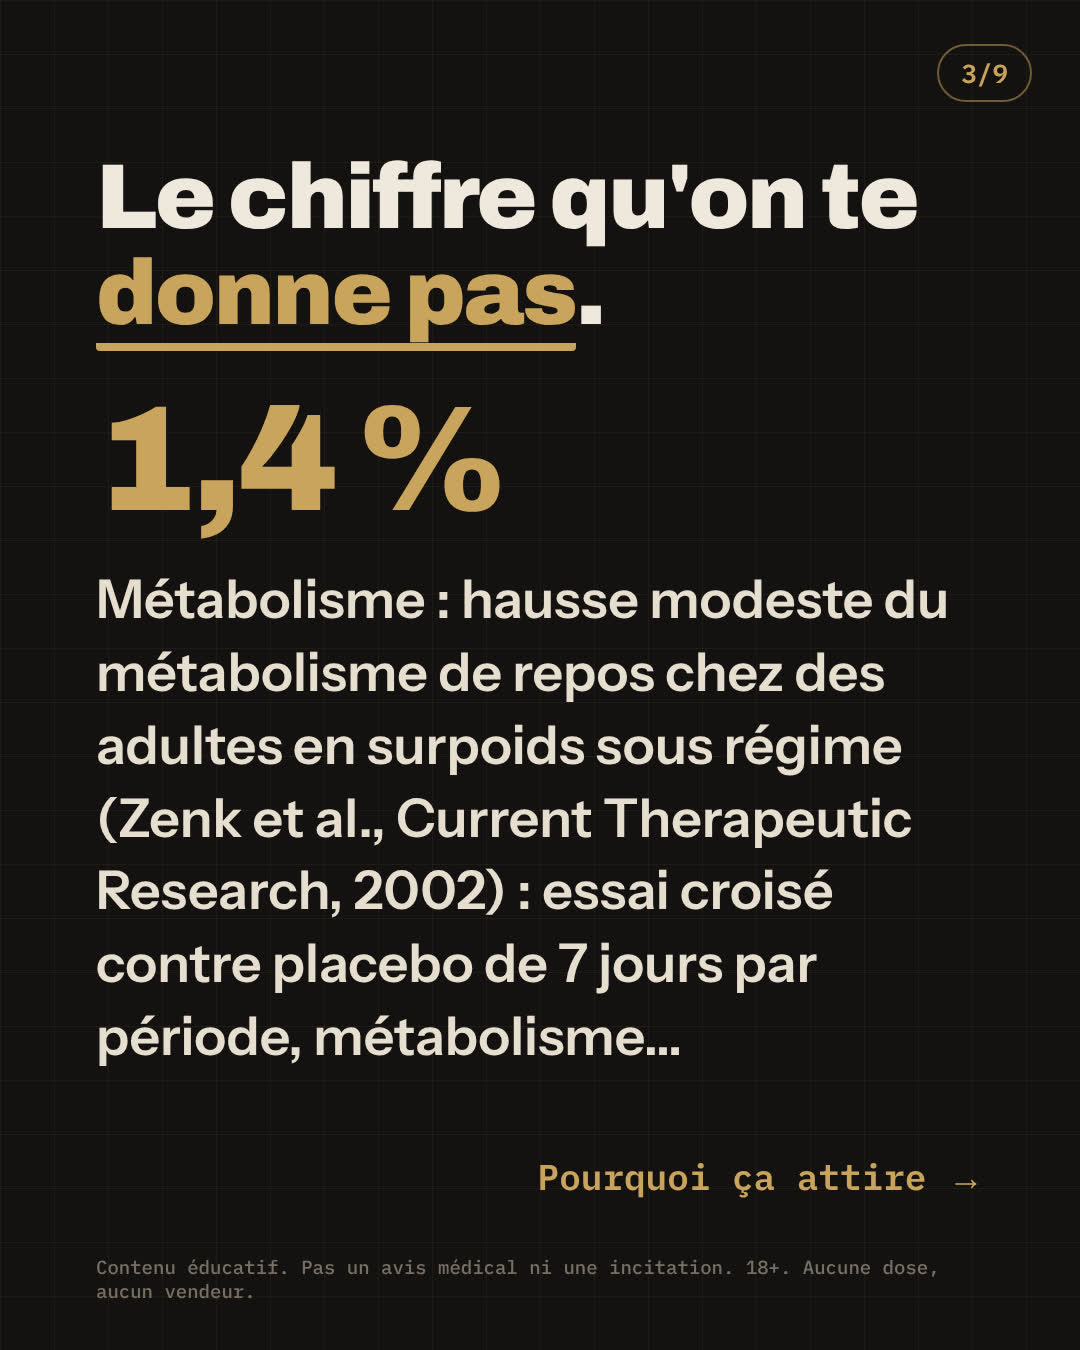 3/9
Le chiffre qu'on te
donne pas.
1,4 %
Métabolisme : hausse modeste du
métabolisme de repos chez des
adultes en surpoids sous régime
(Zenk et al., Current Therapeutic
Research, 2002) : essai croisé
contre placebo de 7 jours par
période, métabolisme...
Pourquoi ça attire →
Contenu éducatif. Pas un avis médical ni une incitation. 18+. Aucune dose,
aucun vendeur.